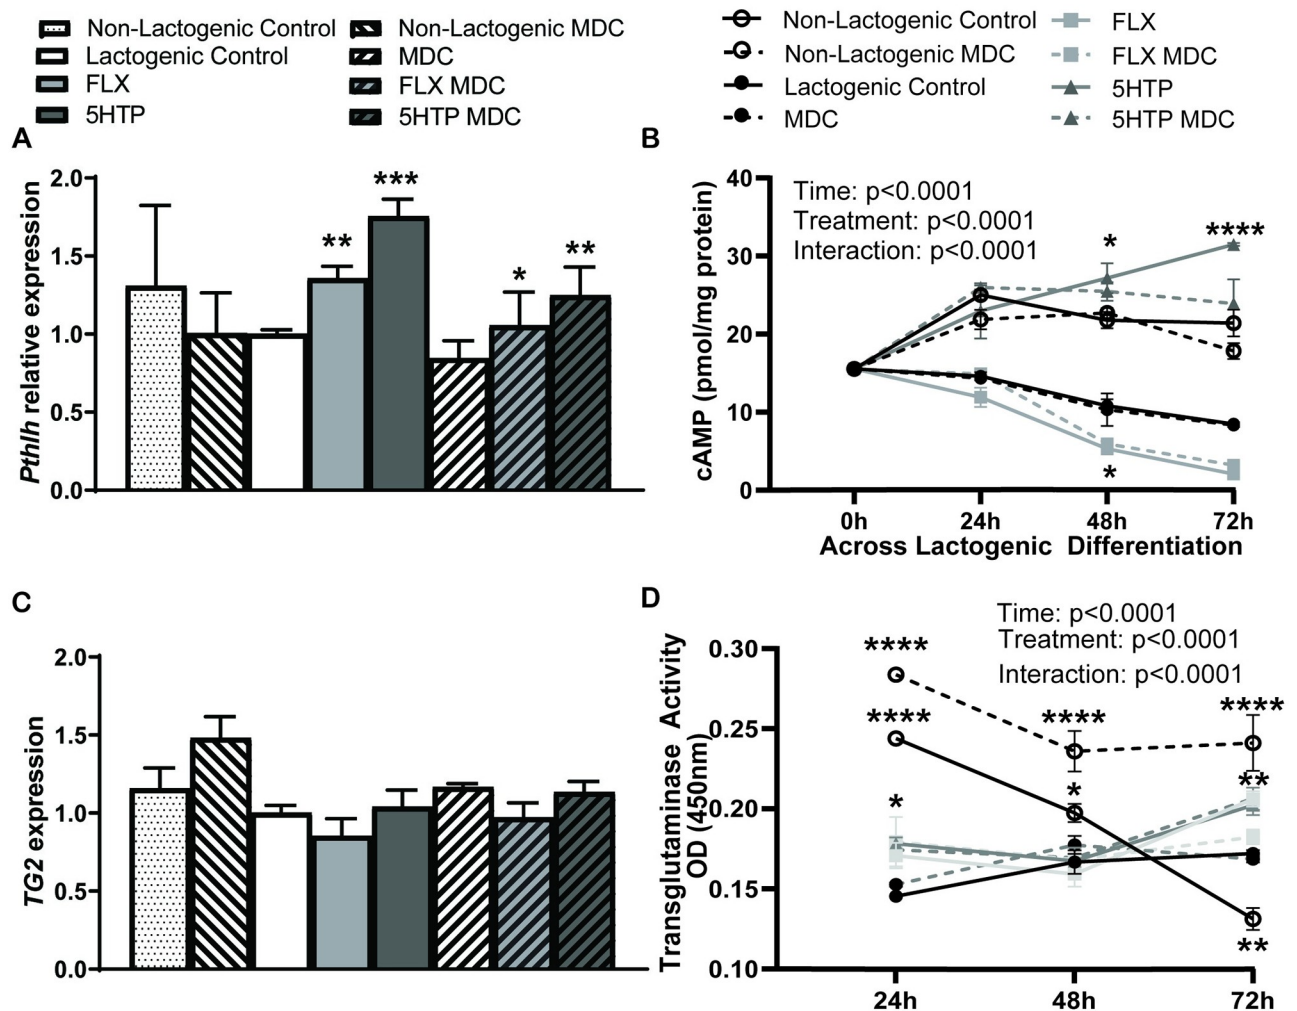 Non-Lactogenic Control
Non-Lactogenic MDC
Lactogenic Control
MDC
FLX
FLX MDC
5HTP
5HTP MDC
Non-Lactogenic Control
FLX
Non-Lactogenic MDC
FLX MDC
Lactogenic Control
5HTP
MDC
5HTP MDC
A
Pthlh relative expression
2.0
1.5
1.0
0.5
0.0
**
***
*
**
B
cAMP (pmol/mg protein)
40
30
20
10
0
Time: p<0.0001
Treatment: p<0.0001
Interaction: p<0.0001
*
****
*
0h
24h
48h
72h
Across Lactogenic Differentiation
C
TG2 expression
2.0
1.5
1.0
0.5
0.0
D
Transglutaminase Activity
OD (450nm)
0.30
0.25
0.20
0.15
0.10
Time: p<0.0001
Treatment: p<0.0001
Interaction: p<0.0001
****
****
*
****
*
****
**
**
24h
48h
72h